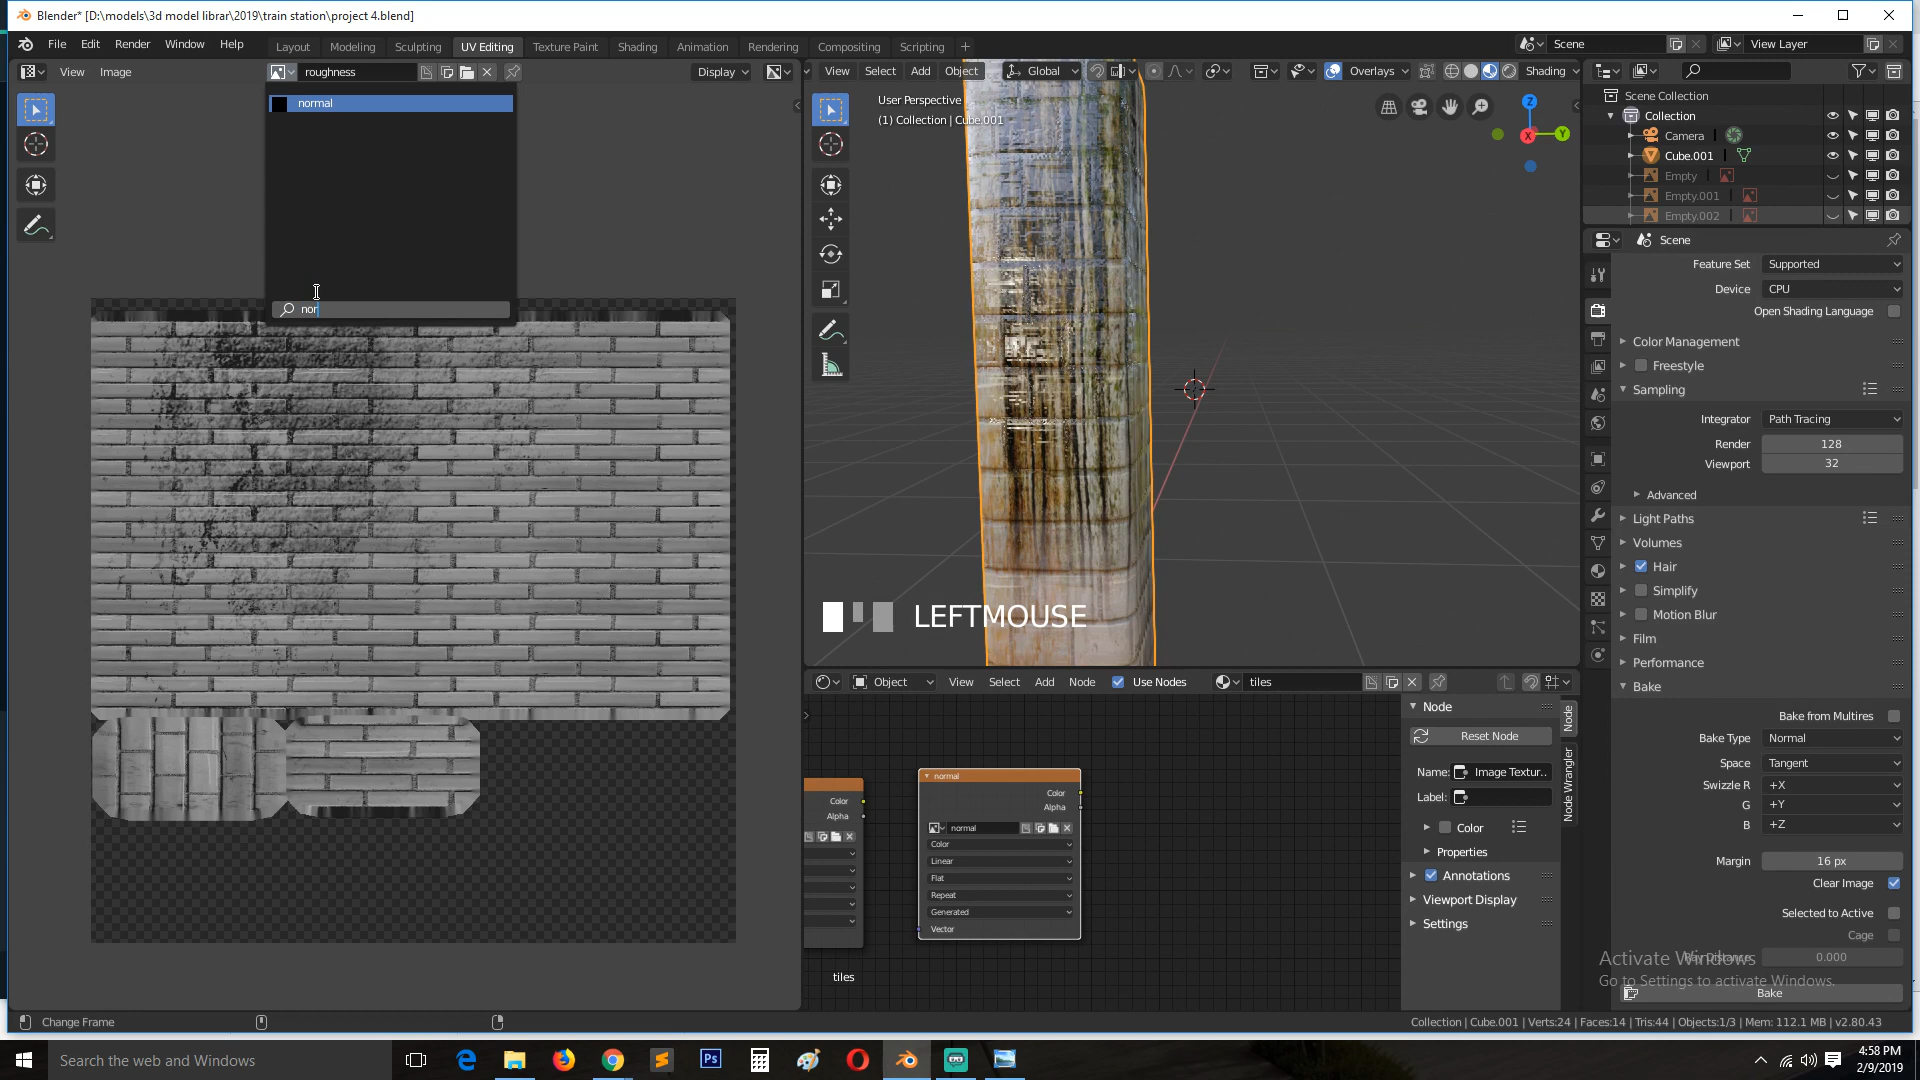 Blender* [D:\models\3d model librar\2019\train station\project 4.blend]
File Edit Render Window Help
Layout Modeling Sculpting UV Editing Texture Paint Shading Animation Rendering Compositing Scripting +
Scene
View Layer
View Image
roughness
Display
View Select Add Object
Global
Overlays
Shading
normal
nor
User Perspective
(1) Collection | Cube.001
Z
Y
X
LEFTMOUSE
Scene Collection
Collection
Camera
Cube.001
Empty
Empty.001
Empty.002
Scene
Feature Set Supported
Device CPU
Open Shading Language
Color Management
Freestyle
Sampling
Integrator Path Tracing
Render 128
Viewport 32
Advanced
Light Paths
Volumes
Hair
Simplify
Motion Blur
Film
Performance
Bake
Bake from Multires
Bake Type Normal
Space Tangent
Swizzle R +X
G +Y
B +Z
Margin 16 px
Clear Image
Selected to Active
Cage
0.000
Bake
Activate Windows
Go to Settings to activate Windows.
Object
View Select Add Node
Use Nodes
tiles
Color
Alpha
normal
Color
Alpha
normal
Color
Linear
Flat
Repeat
Generated
Vector
tiles
Node
Reset Node
Name: Image Textur..
Label:
Color
Properties
Annotations
Viewport Display
Settings
Node
Node Wrangler
Change Frame
Collection | Cube.001 | Verts:24 | Faces:14 | Tris:44 | Objects:1/3 | Mem: 112.1 MB | v2.80.43
Search the web and Windows
Ps
4:58 PM
2/9/2019